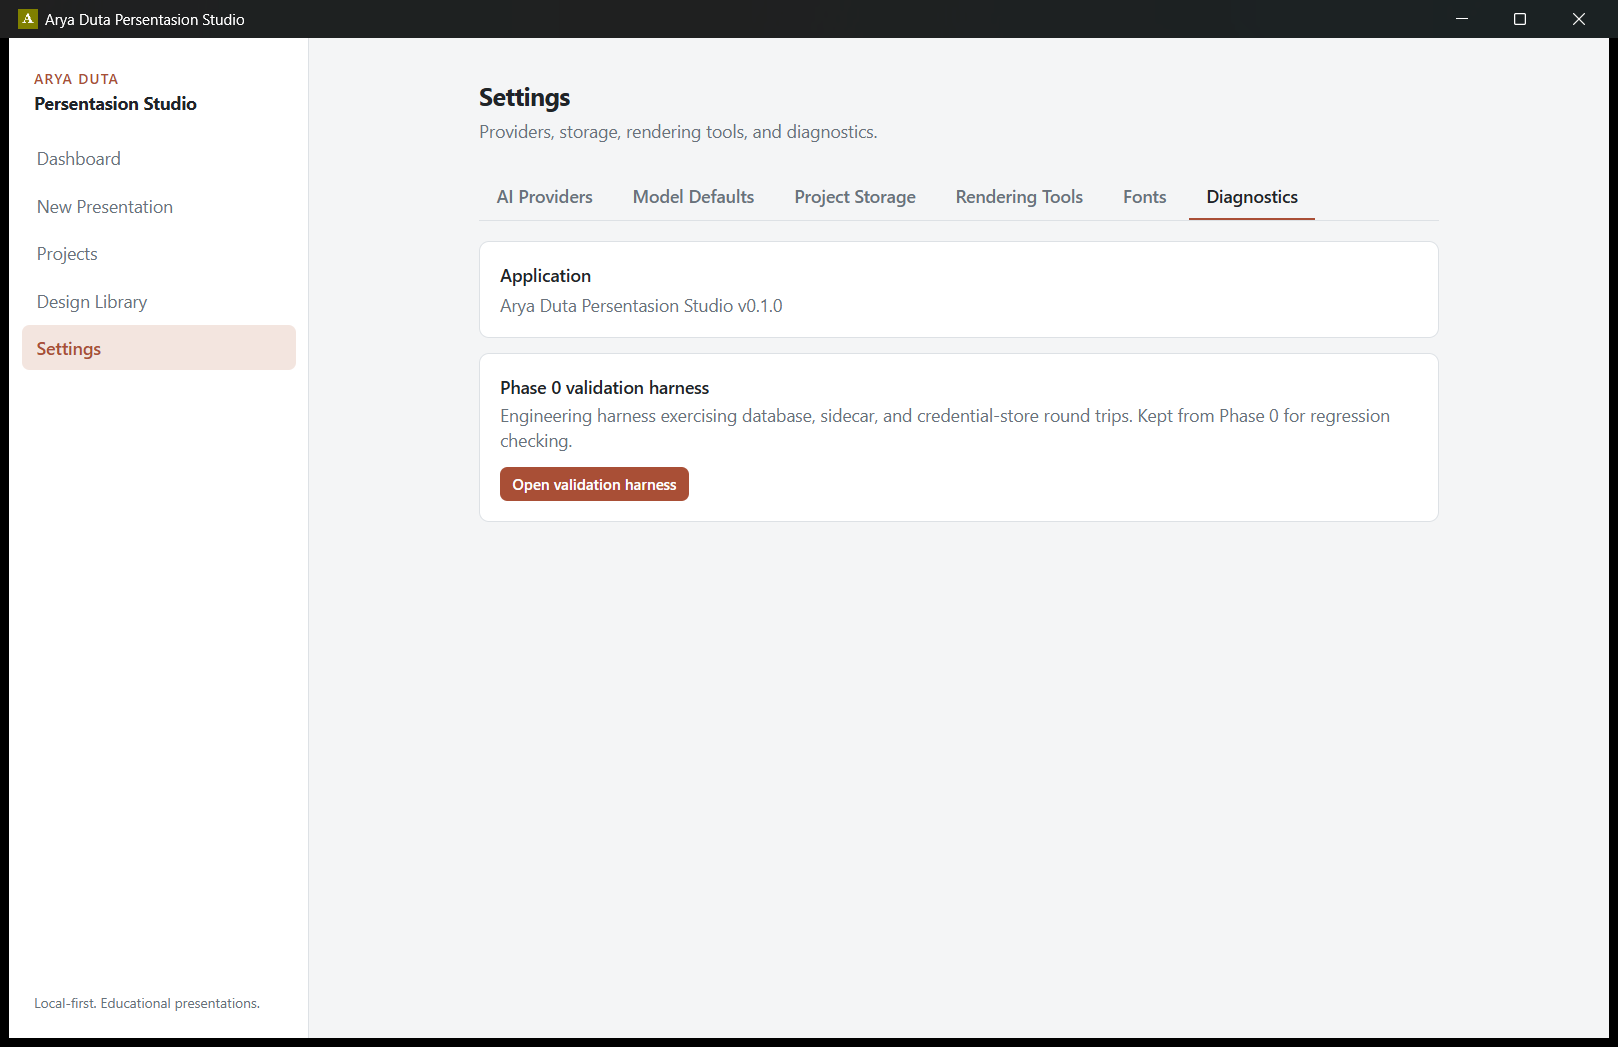 A Arya Duta Persentasion Studio
ARYA DUTA
Persentasion Studio
Dashboard
New Presentation
Projects
Design Library
Settings
Local-first. Educational presentations.
Settings
Providers, storage, rendering tools, and diagnostics.
AI Providers Model Defaults Project Storage Rendering Tools Fonts Diagnostics
Application
Arya Duta Persentasion Studio v0.1.0
Phase 0 validation harness
Engineering harness exercising database, sidecar, and credential-store round trips. Kept from Phase 0 for regression
checking.
Open validation harness